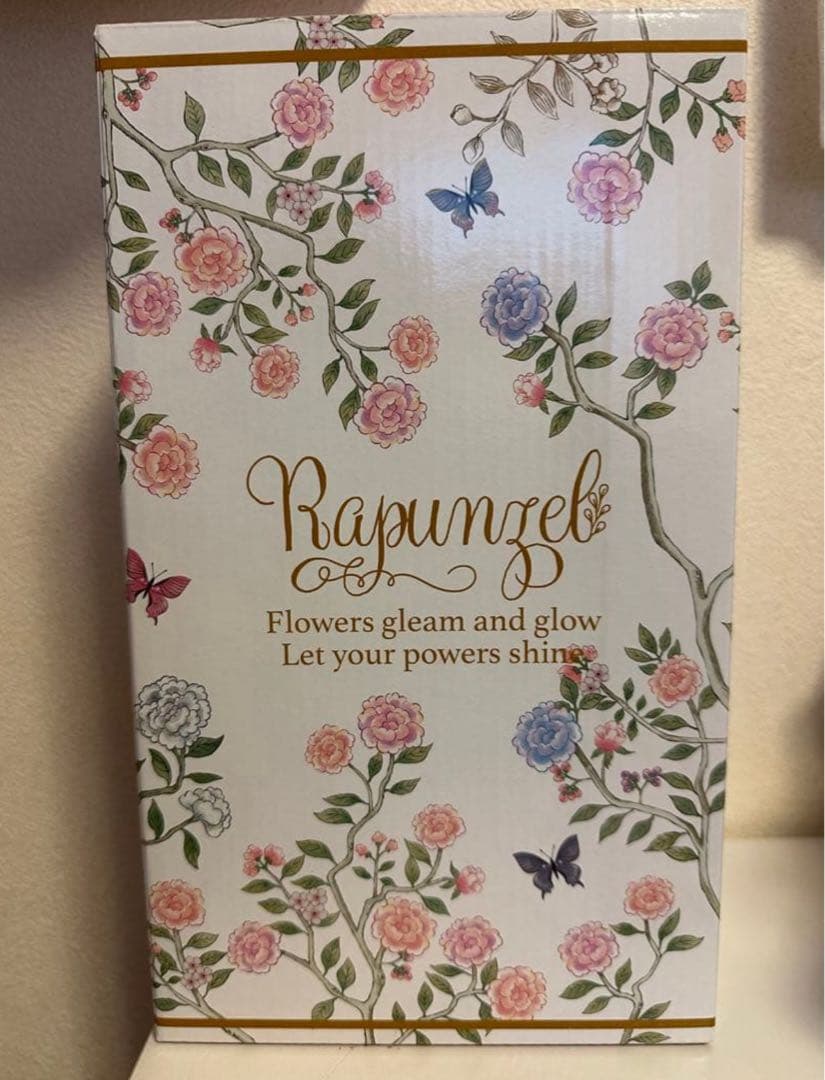 Rapunzel
Flowers gleam and glow
Let your powers shine